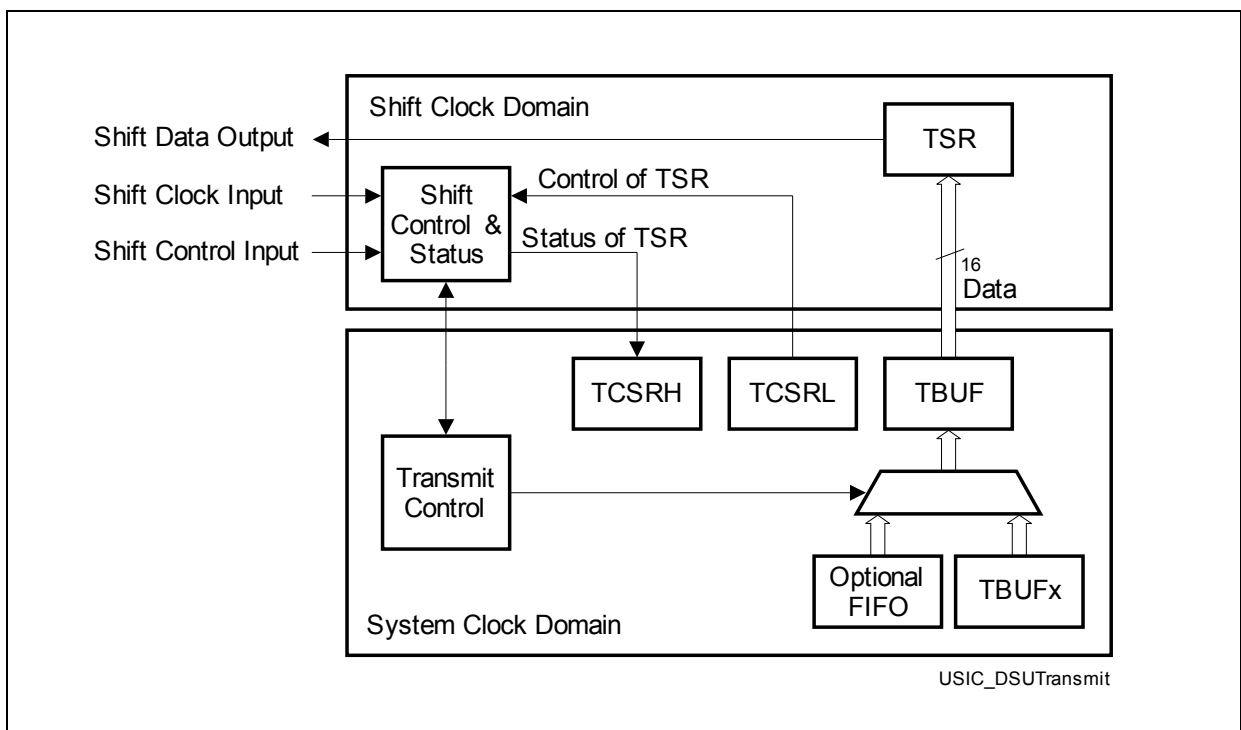 Shift Clock Domain
TSR
Shift Data Output
Shift Clock Input
Shift Control Input
Shift
Control &
Status
Control of TSR
Status of TSR
16
Data
TCSRH
TCSRL
TBUF
Transmit
Control
Optional
FIFO
TBUFx
System Clock Domain
USIC_DSUTransmit